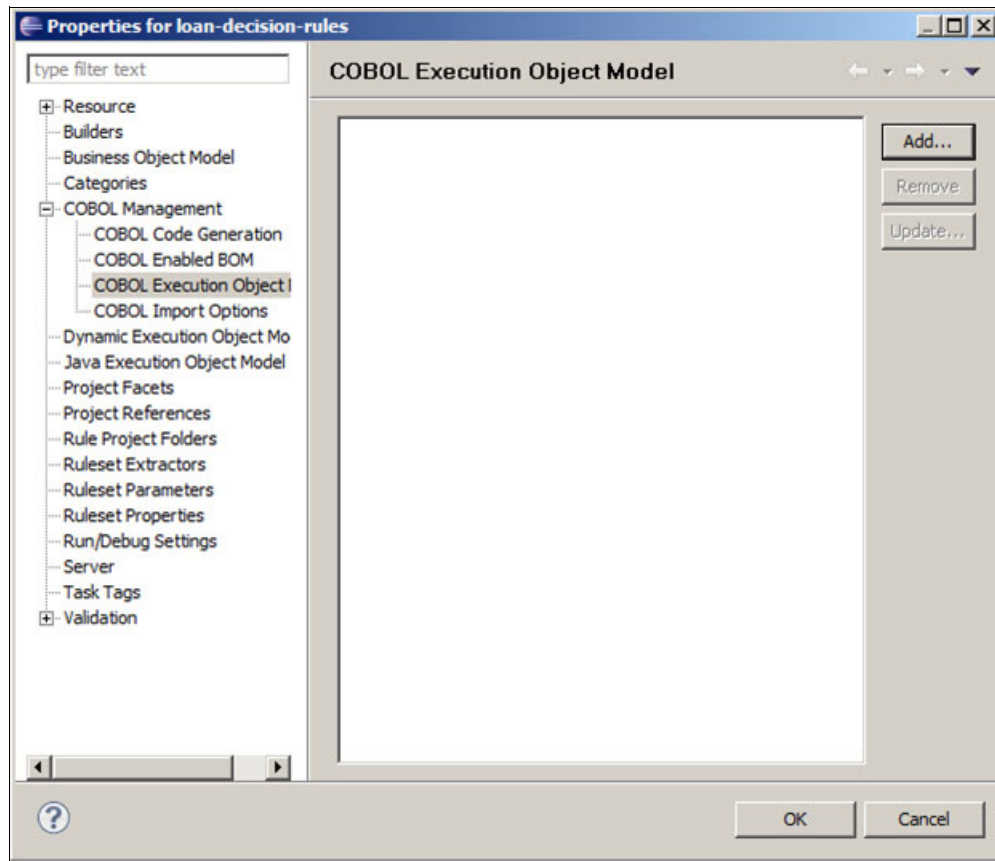 Properties for loan-decision-rules
type filter text
COBOL Execution Object Model
Resource
Builders
Business Object Model
Categories
COBOL Management
COBOL Code Generation
COBOL Enabled BOM
COBOL Execution Object
COBOL Import Options
Dynamic Execution Object Mo
Java Execution Object Model
Project Facets
Project References
Rule Project Folders
Ruleset Extractors
Ruleset Parameters
Ruleset Properties
Run/Debug Settings
Server
Task Tags
Validation
Add...
Remove
Update...
?
OK
Cancel